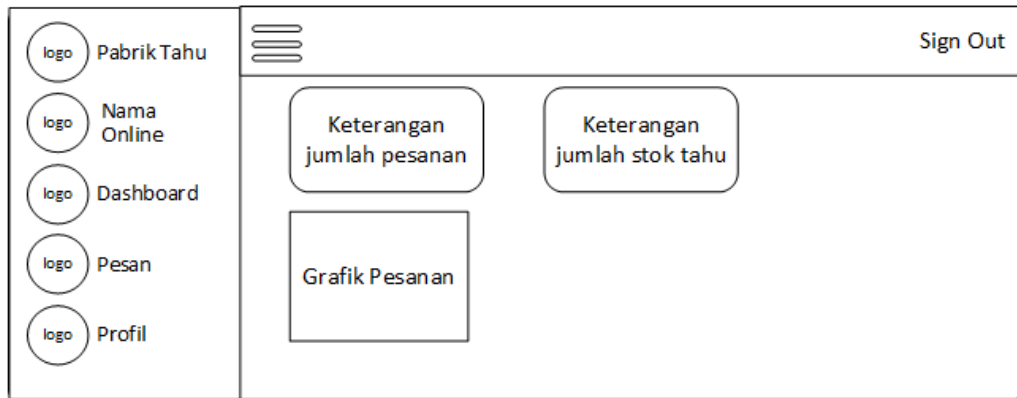 logo Pabrik Tahu
logo Nama
Online
logo Dashboard
logo Pesan
logo Profil
Sign Out
Keterangan
jumlah pesanan
Keterangan
jumlah stok tahu
Grafik Pesanan